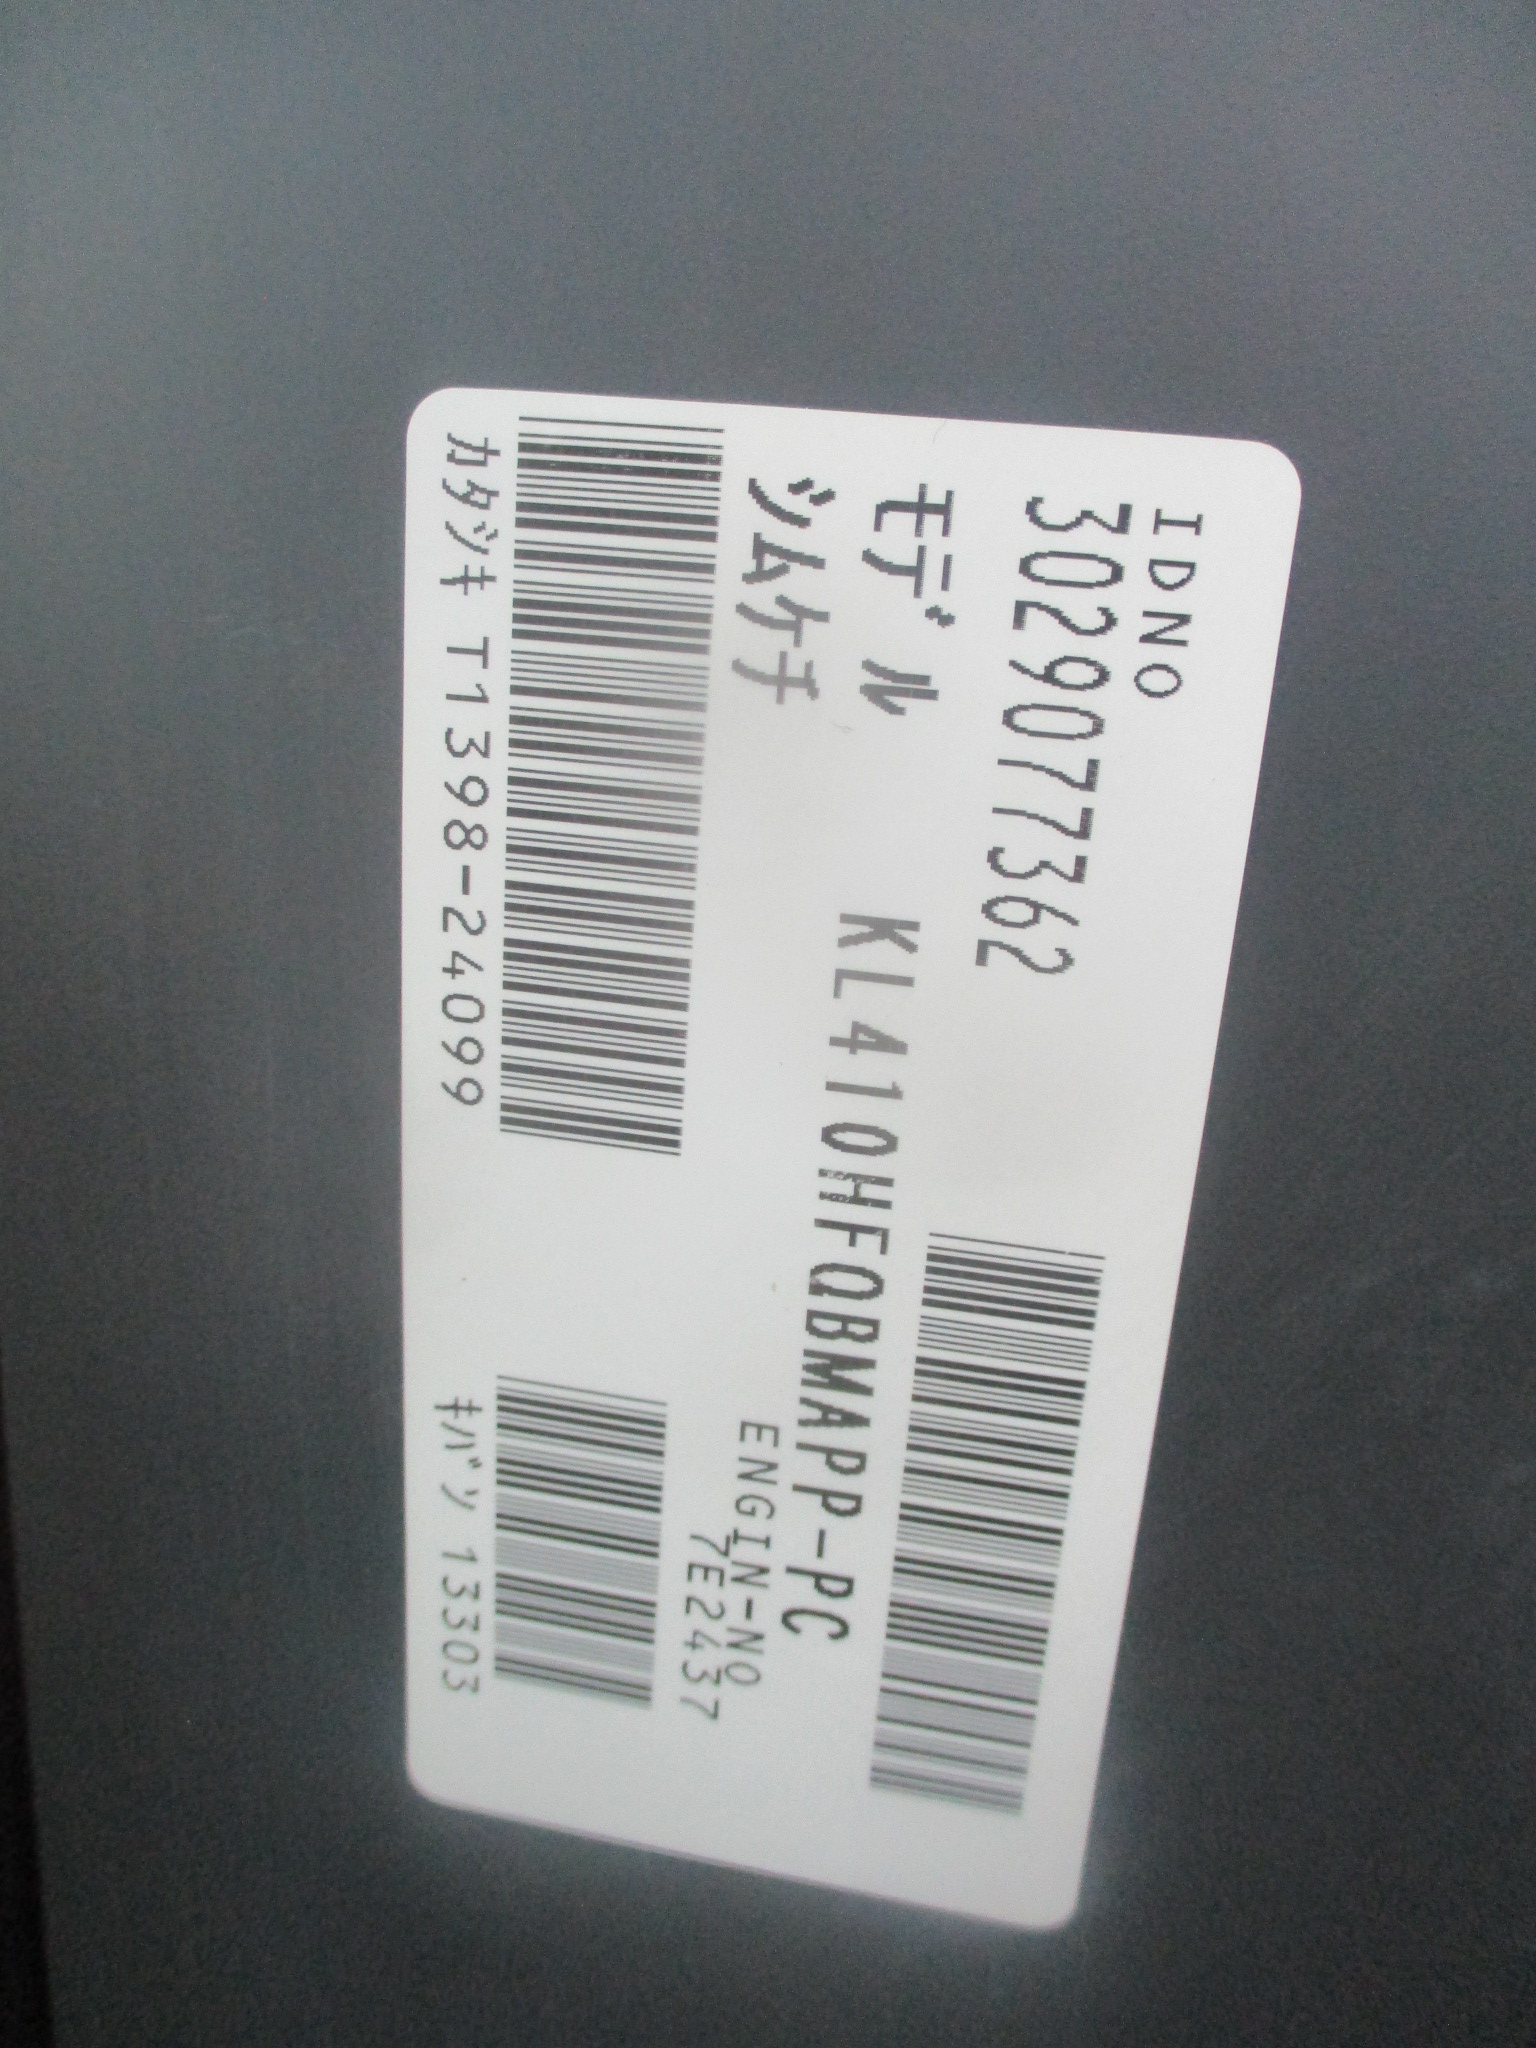 IDNO
302907７362
モデル KL410HFQBMAPP-PC
シムケチ
ENGIN-NO
7E2437
カタシキ T1398-24099
キバン 13303